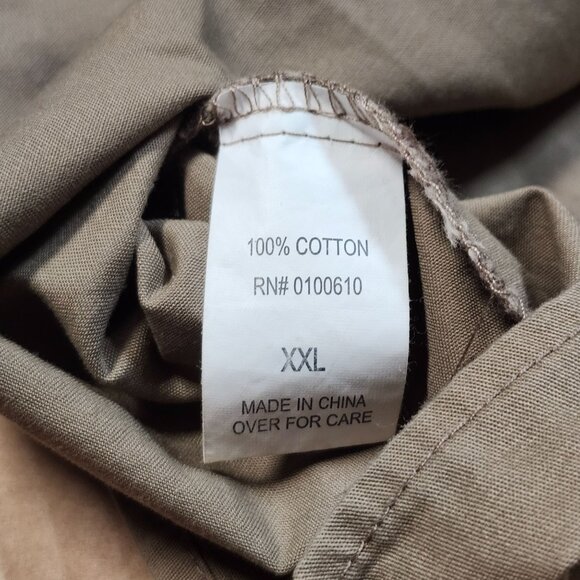 100% COTTON
RN# 0100610
XXL
MADE IN CHINA
OVER FOR CARE